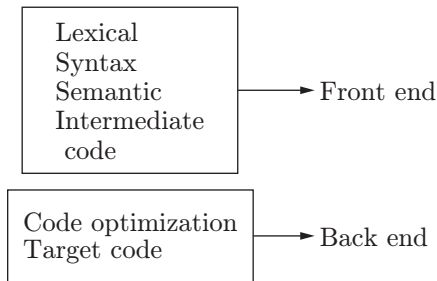 Lexical
Syntax
Semantic
Intermediate
code
Front end
Code optimization
Target code
Back end